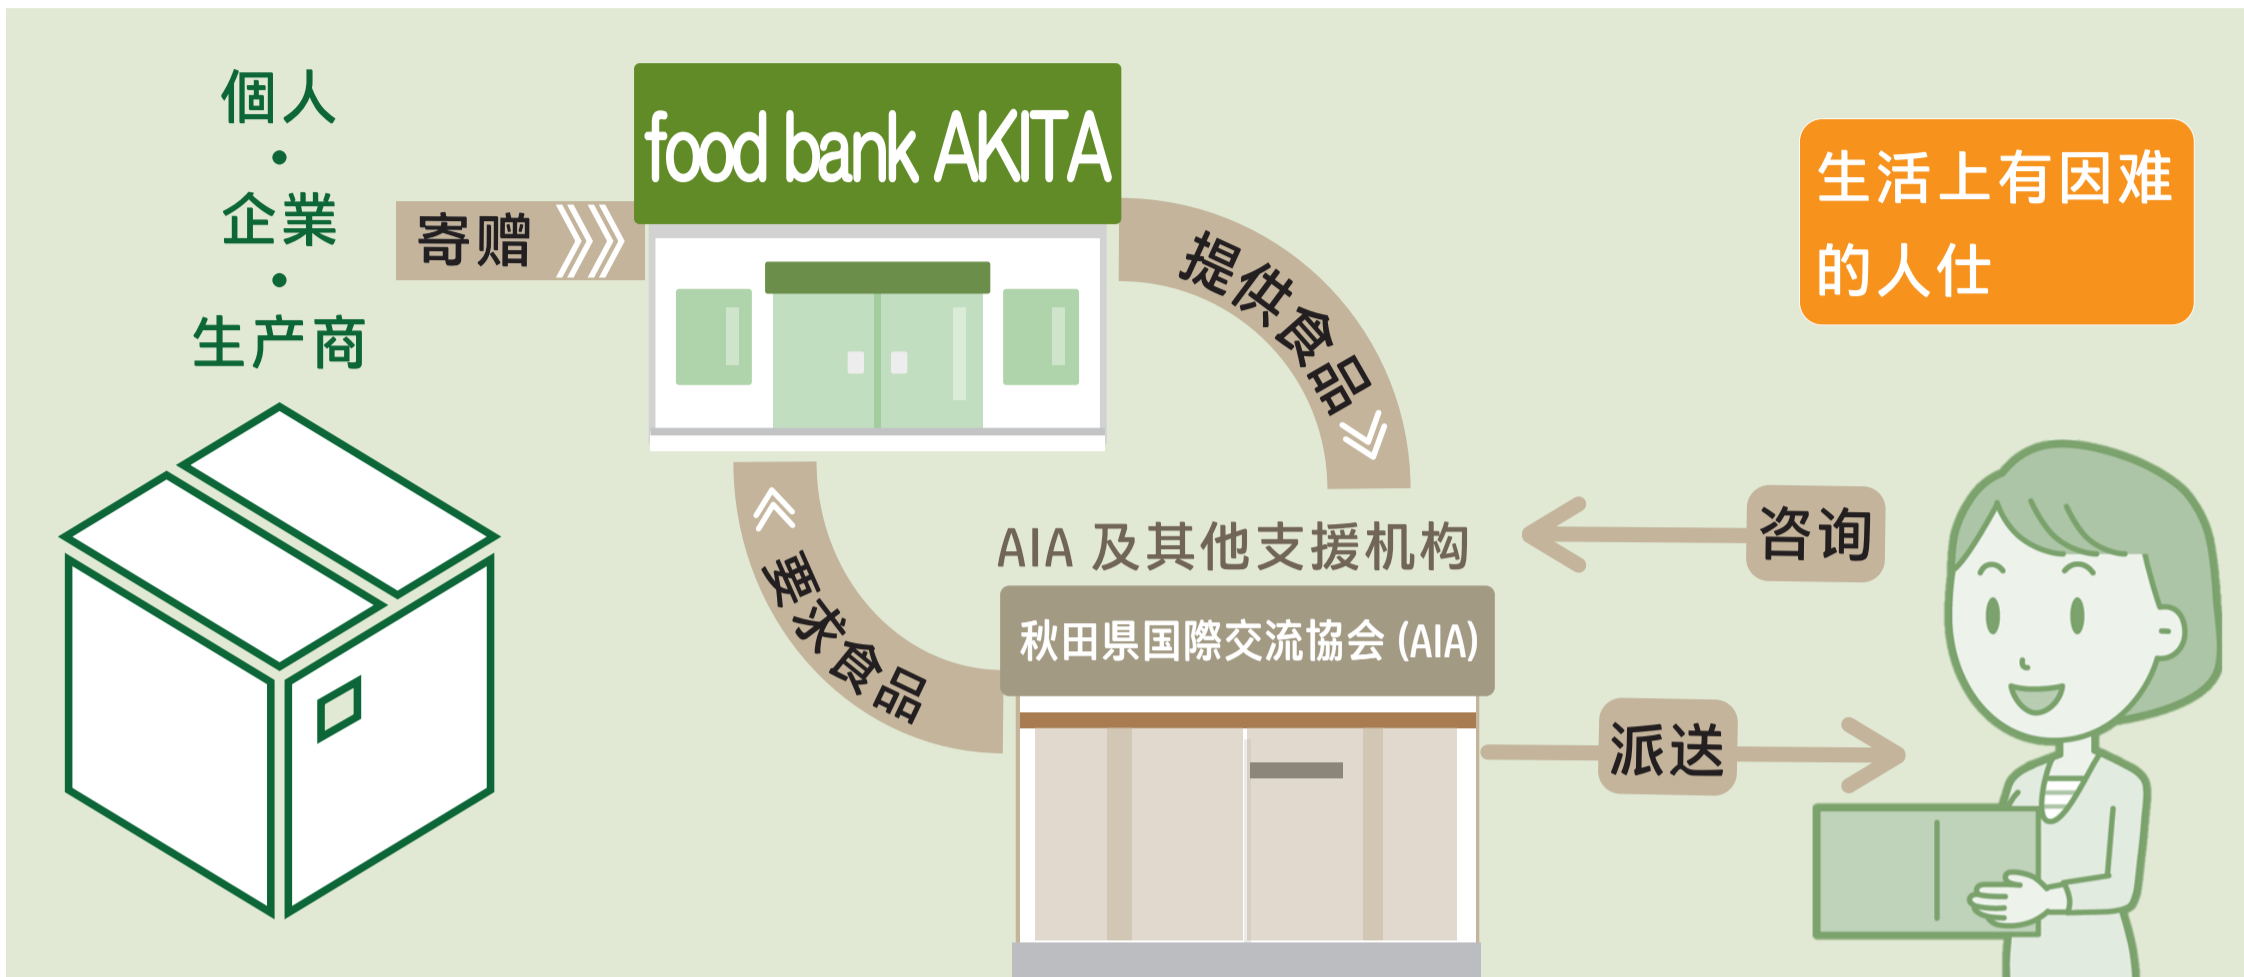 個人
・
企業
・
生产商
寄赠
food bank AKITA
提供食品
要求食品
AIA 及其他支援机构
秋田県国際交流協会 (AIA)
生活上有因难
的人仕
咨询
派送